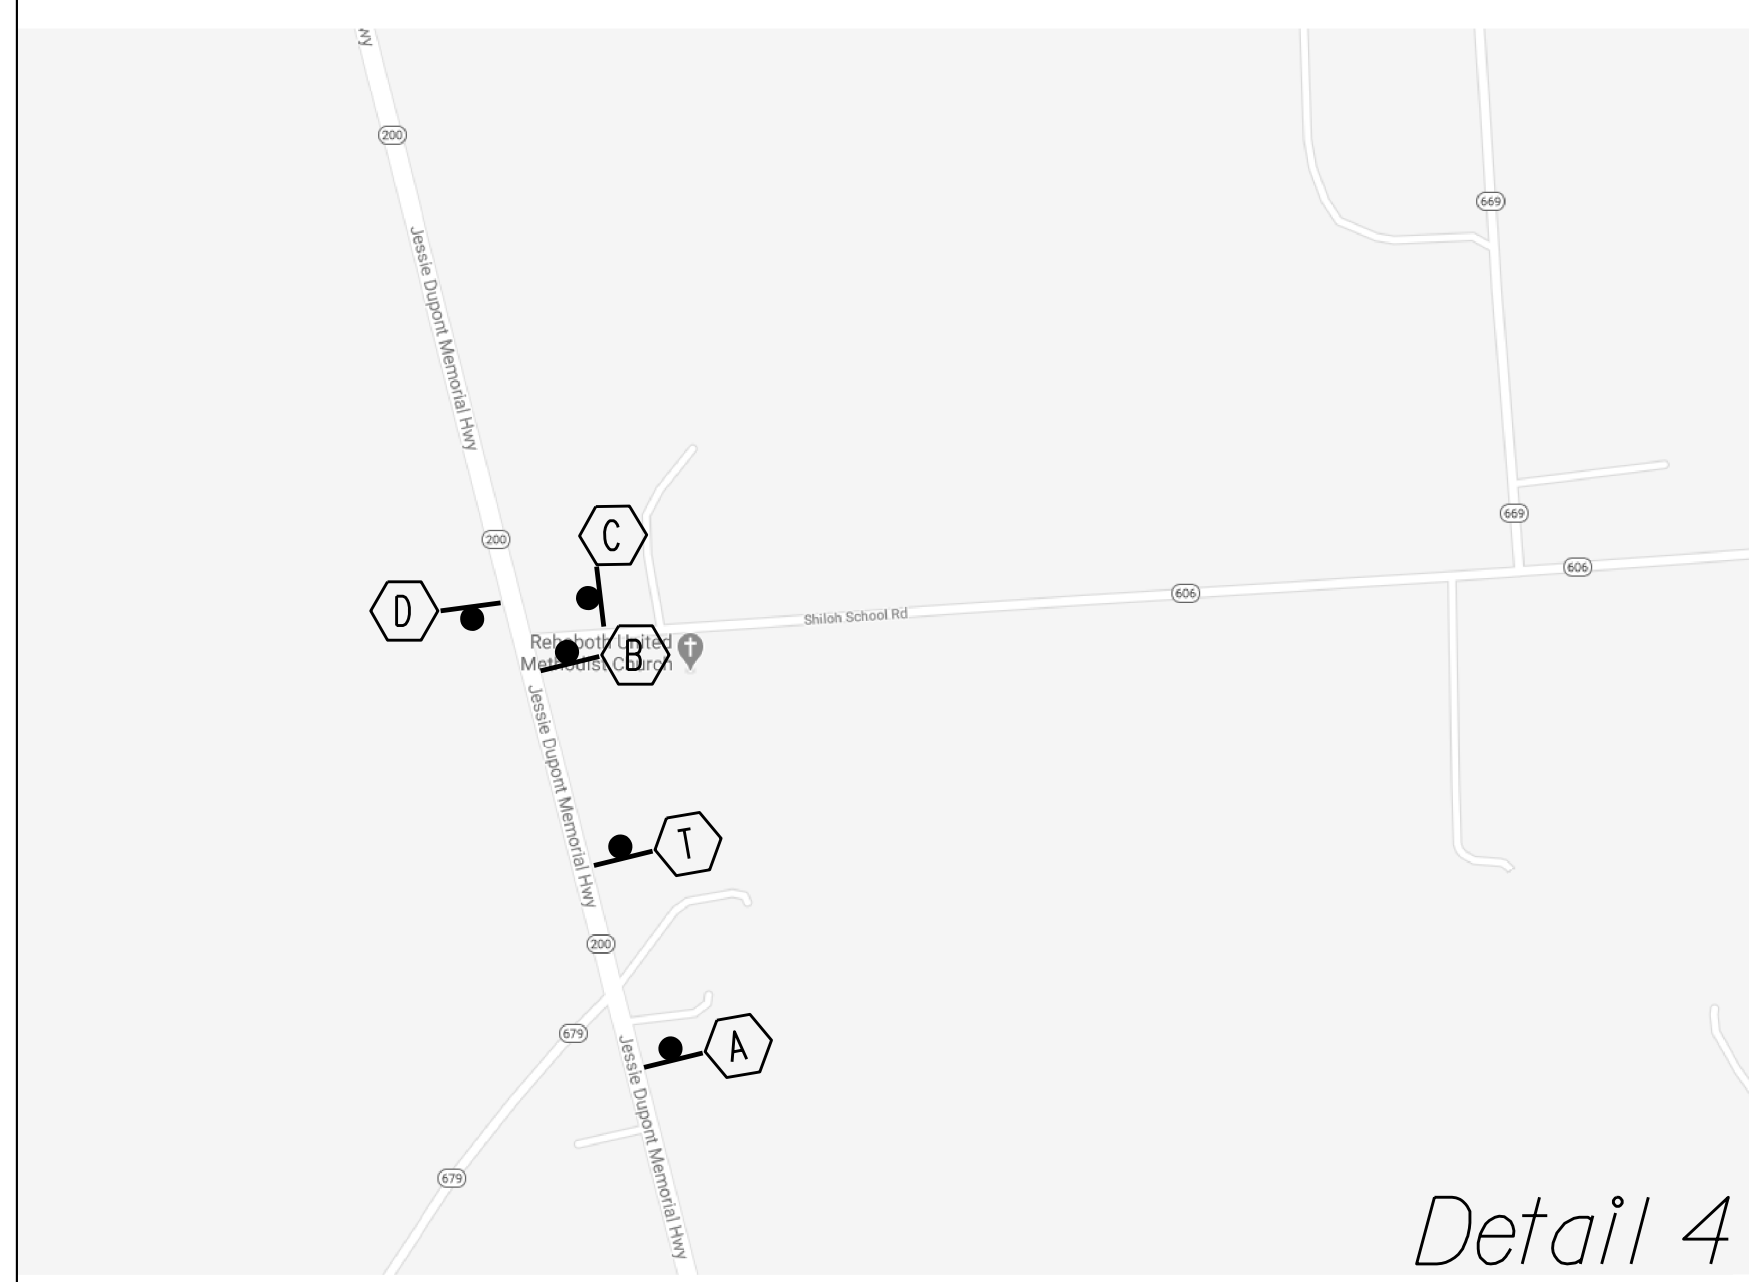 wy
200
669
Jessie Dupont Memorial Hwy
669
C
200
606
606
D
Shiloh School Rd
Rehoboth United
Methodist Church
B
Jessie Dupont Memorial Hwy
T
200
679
A
Jessie Dupont Memorial Hwy
679
Detail 4